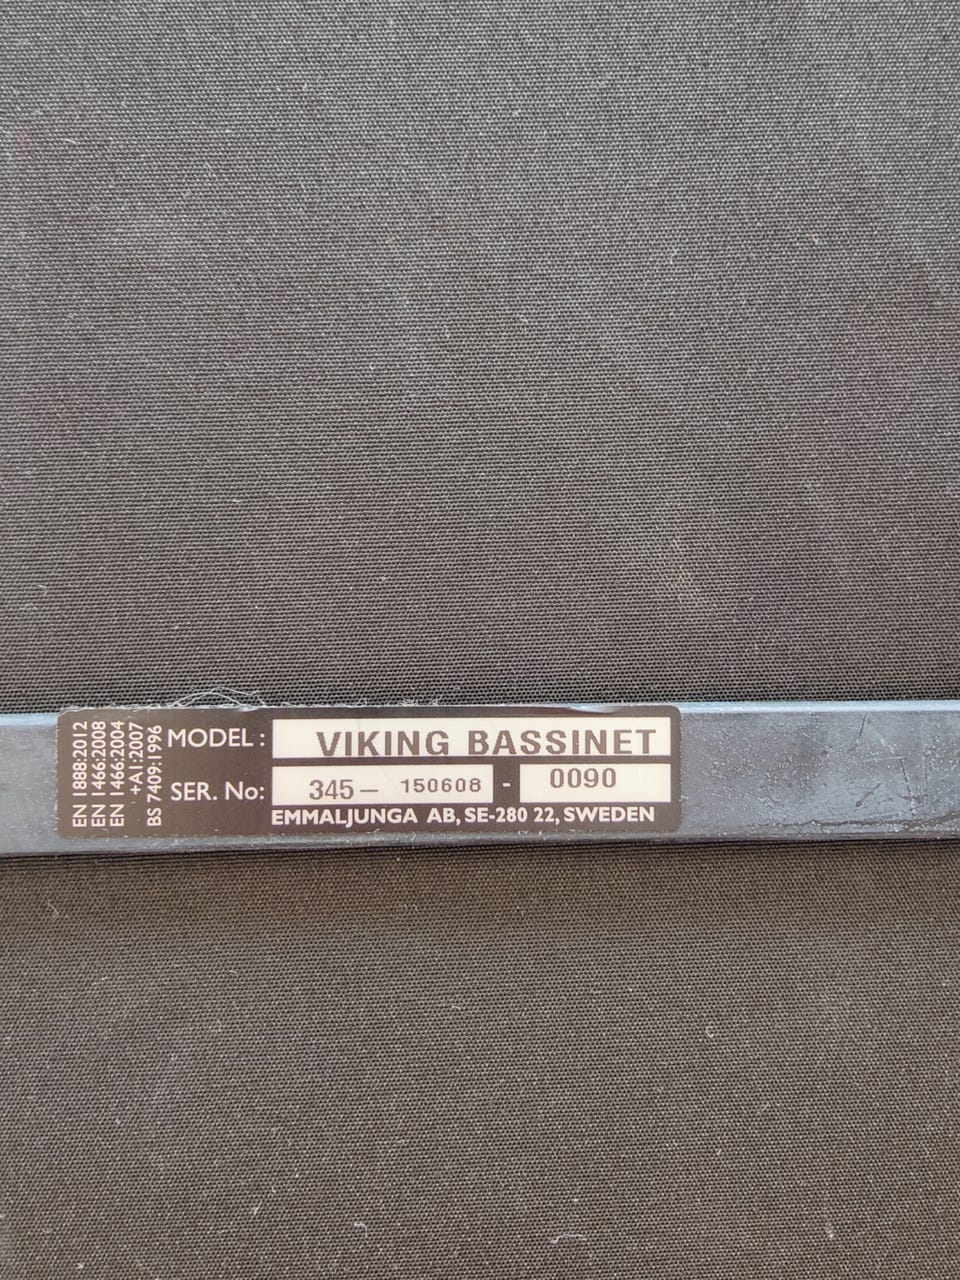 EN 1888:2012
EN 1466:2008
EN 1466:2004
+A1:2007
BS 7409:1996
MODEL : VIKING BASSINET
SER. No: 345- 150608 - 0090
EMMALJUNGA AB, SE-280 22, SWEDEN